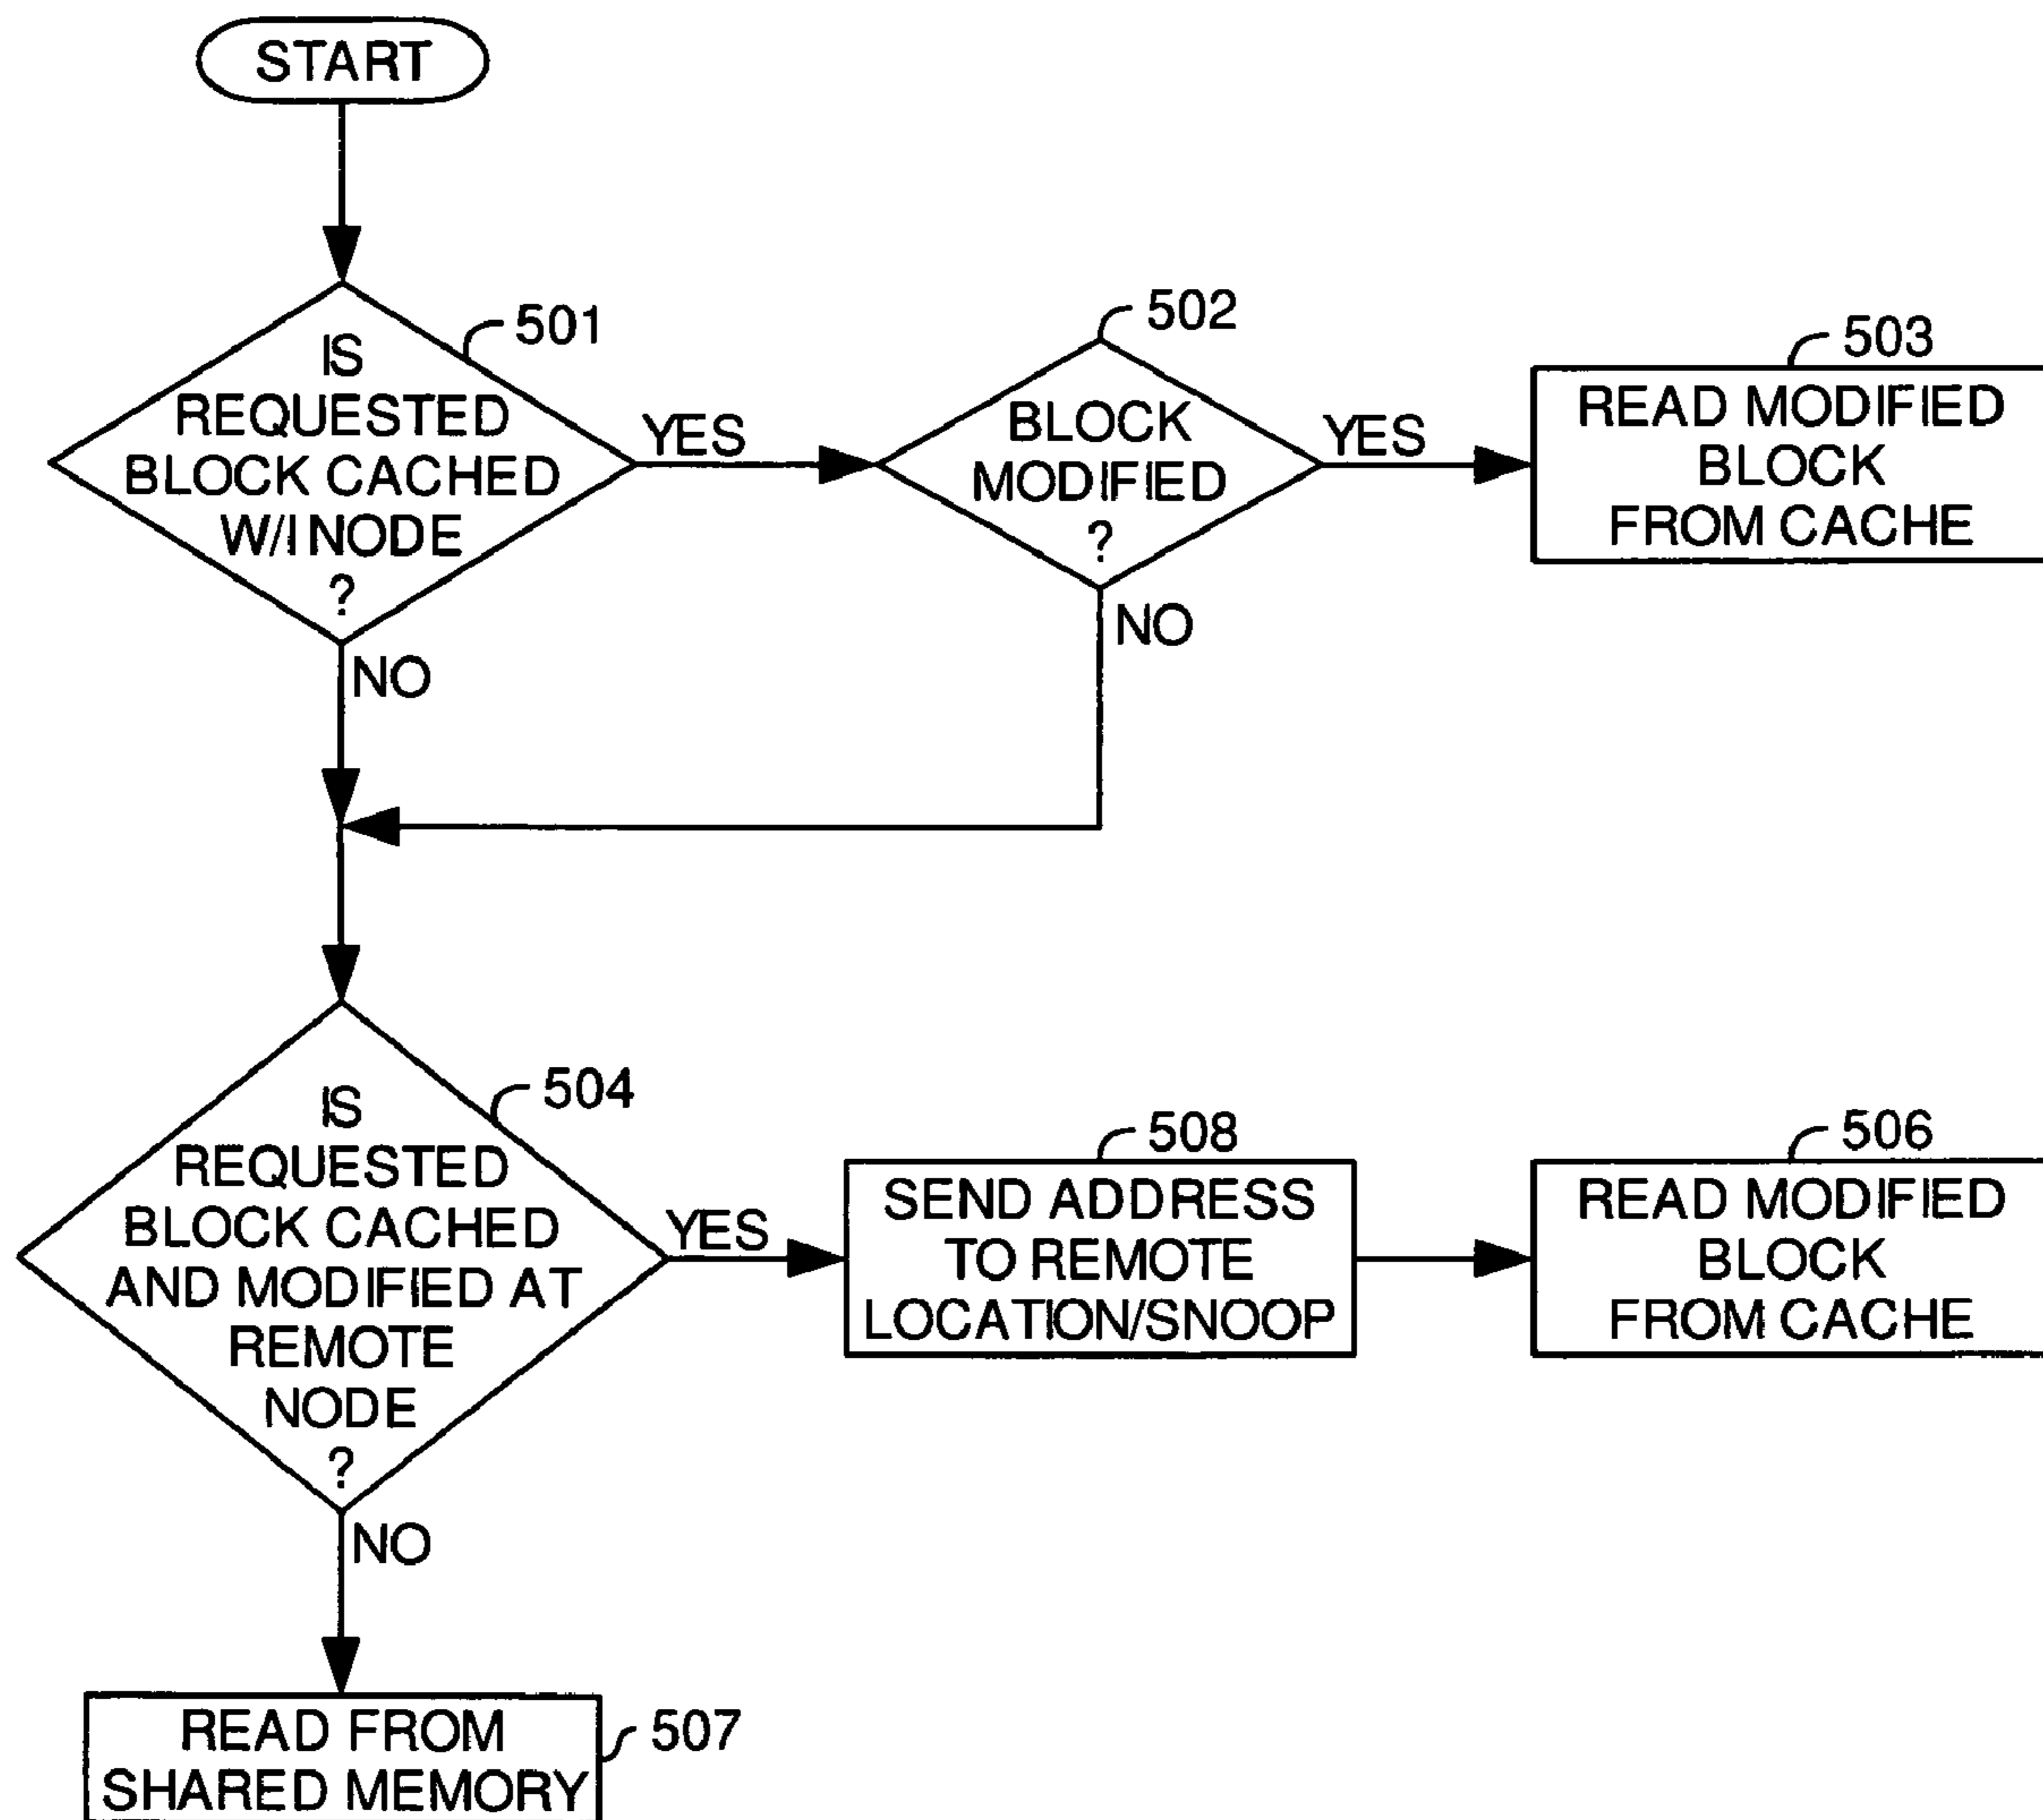 START
501
IS
REQUESTED
BLOCK CACHED
W/I NODE
?
YES
NO
502
BLOCK
MODIFIED
?
YES
NO
503
READ MODIFIED
BLOCK
FROM CACHE
504
IS
REQUESTED
BLOCK CACHED
AND MODIFIED AT
REMOTE
NODE
?
YES
NO
508
SEND ADDRESS
TO REMOTE
LOCATION/SNOOP
506
READ MODIFIED
BLOCK
FROM CACHE
READ FROM
SHARED MEMORY
507